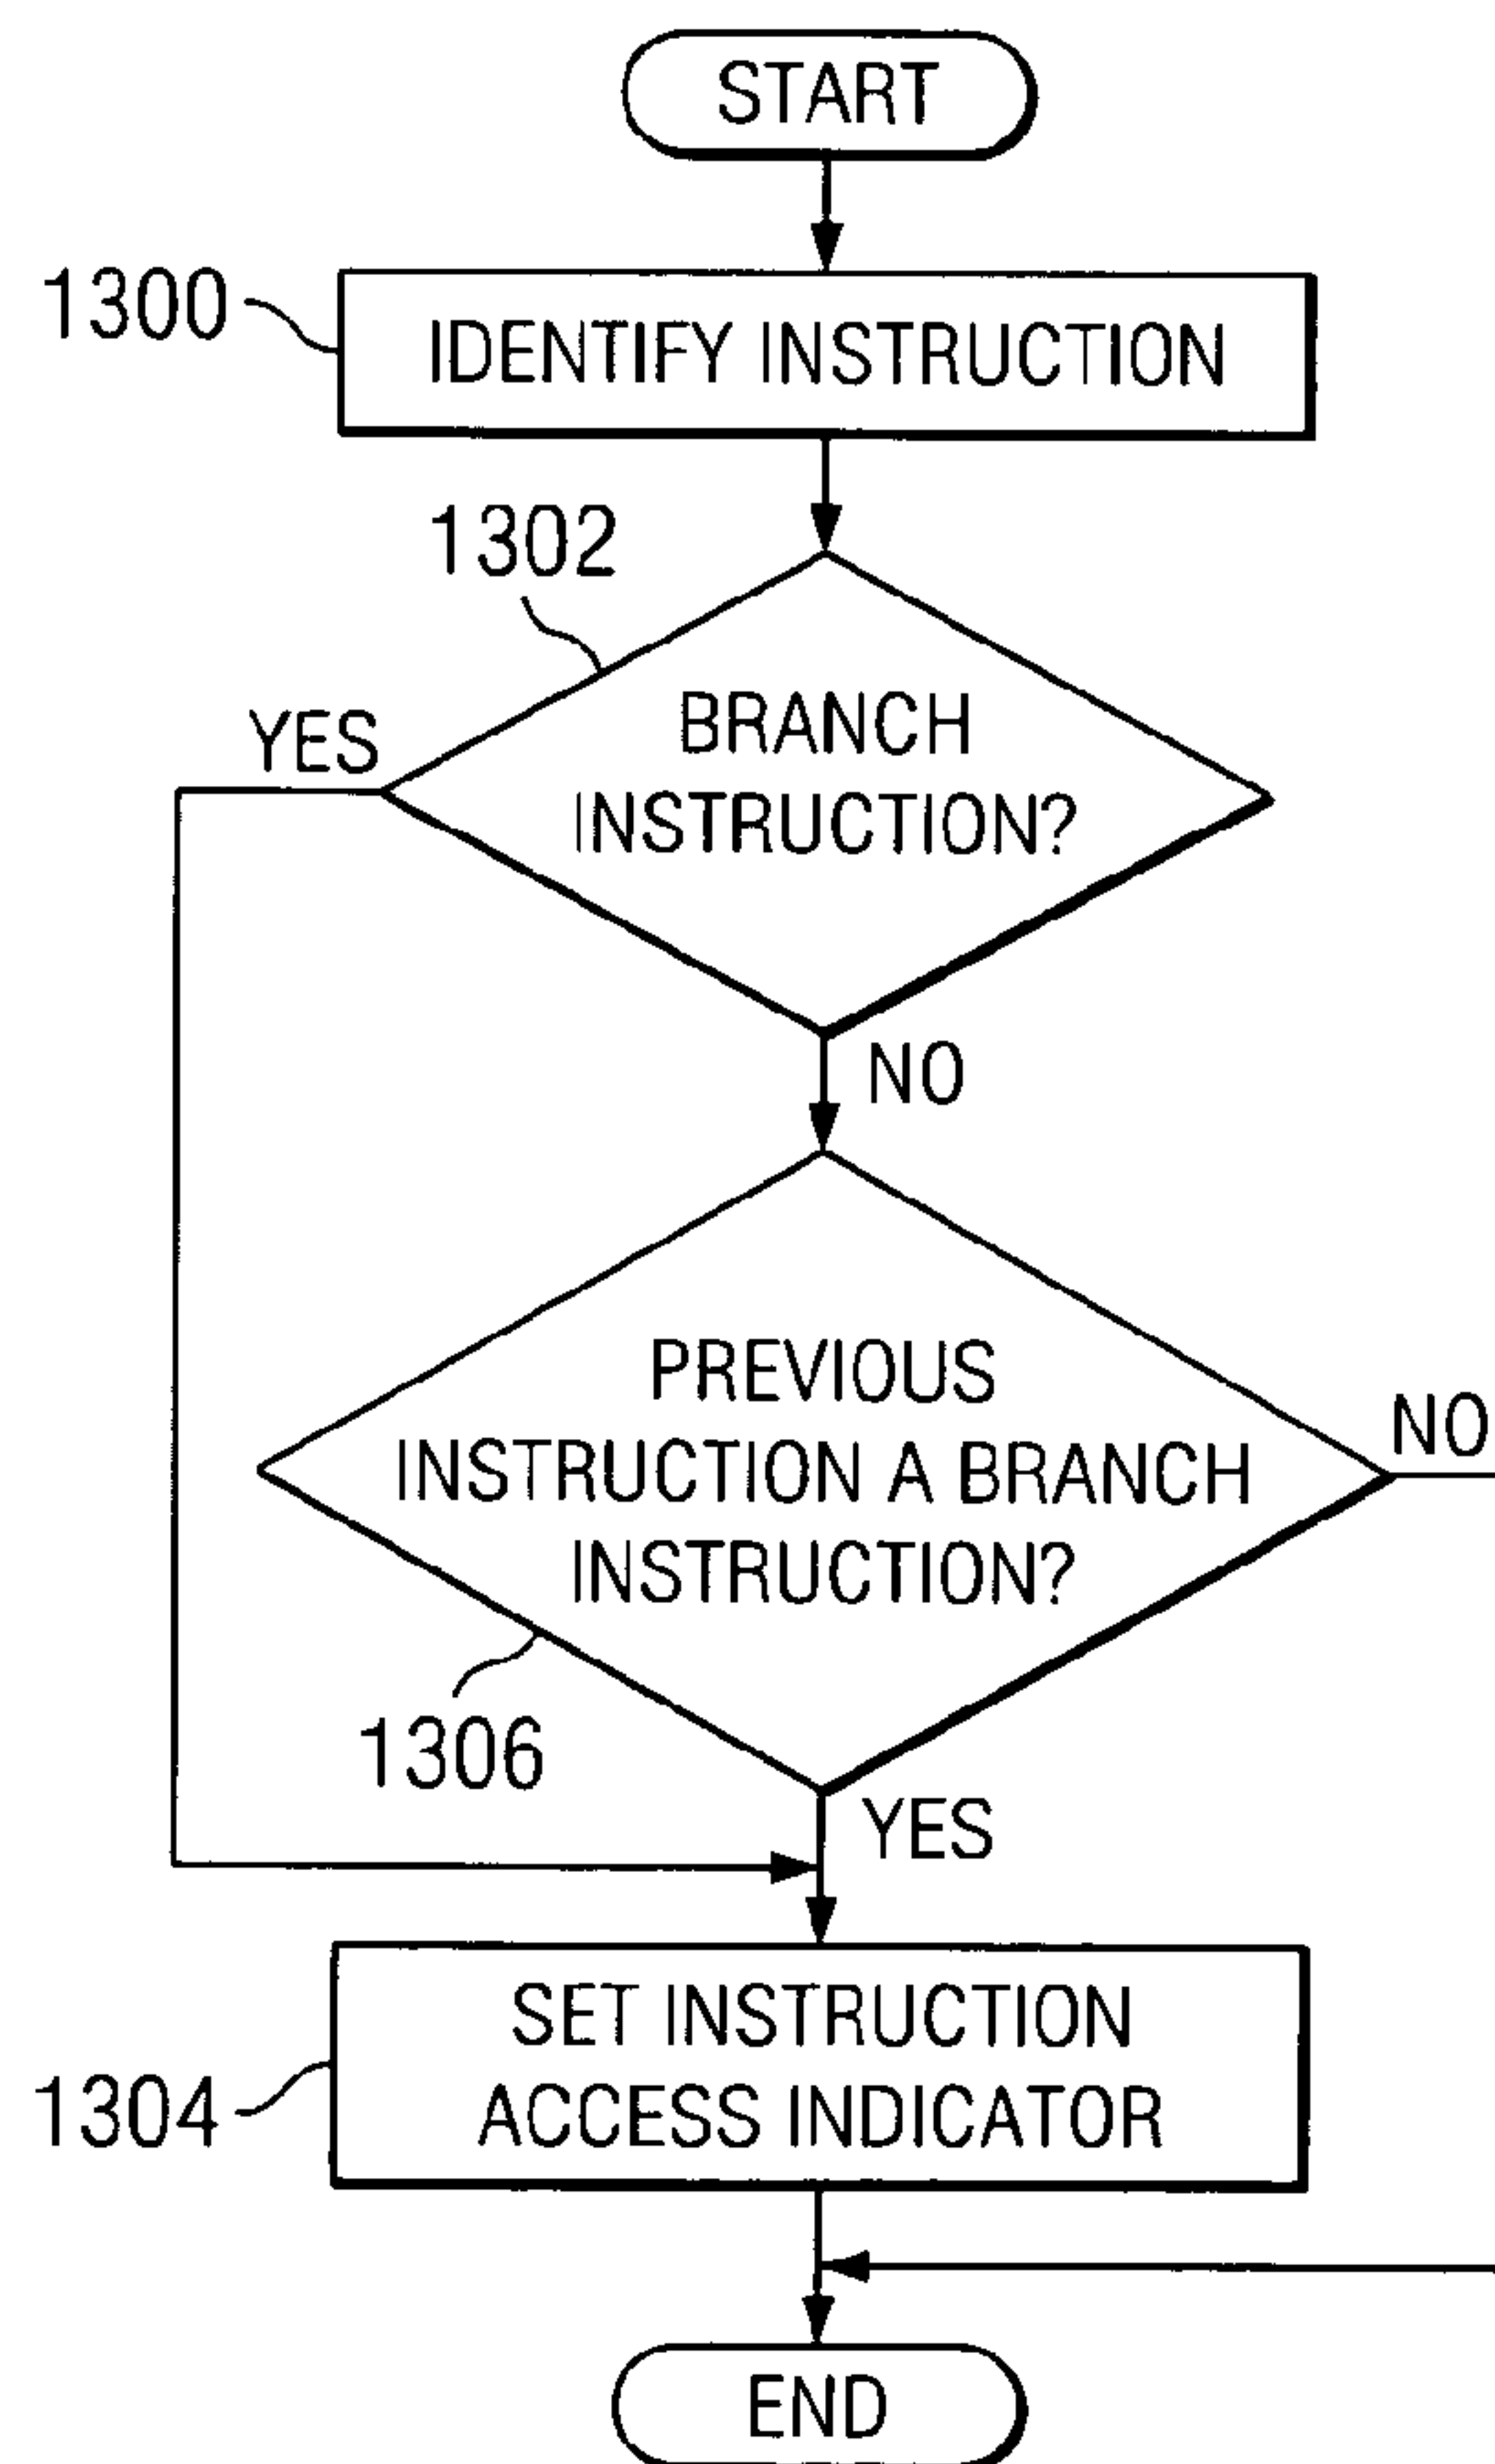 START
1300
IDENTIFY INSTRUCTION
1302
YES
BRANCH
INSTRUCTION?
NO
PREVIOUS
INSTRUCTION A BRANCH
INSTRUCTION?
NO
1306
YES
SET INSTRUCTION
ACCESS INDICATOR
1304
END